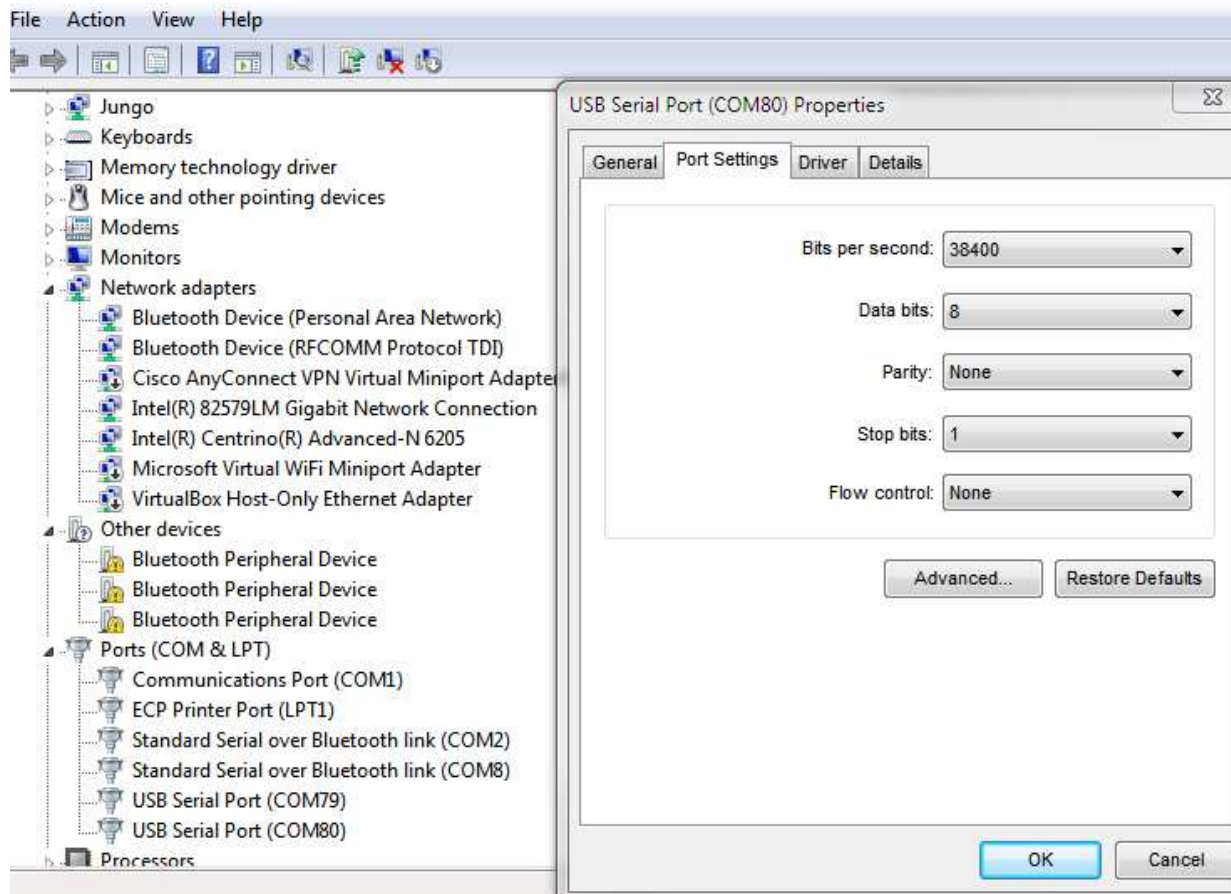 File Action View Help
Jungo
Keyboards
Memory technology driver
Mice and other pointing devices
Modems
Monitors
Network adapters
Bluetooth Device (Personal Area Network)
Bluetooth Device (RFCOMM Protocol TDI)
Cisco AnyConnect VPN Virtual Miniport Adapte
Intel(R) 82579LM Gigabit Network Connection
Intel(R) Centrino(R) Advanced-N 6205
Microsoft Virtual WiFi Miniport Adapter
VirtualBox Host-Only Ethernet Adapter
Other devices
Bluetooth Peripheral Device
Bluetooth Peripheral Device
Bluetooth Peripheral Device
Ports (COM & LPT)
Communications Port (COM1)
ECP Printer Port (LPT1)
Standard Serial over Bluetooth link (COM2)
Standard Serial over Bluetooth link (COM8)
USB Serial Port (COM79)
USB Serial Port (COM80)
Processors
USB Serial Port (COM80) Properties
General Port Settings Driver Details
Bits per second: 38400
Data bits: 8
Parity: None
Stop bits: 1
Flow control: None
Advanced... Restore Defaults
OK Cancel